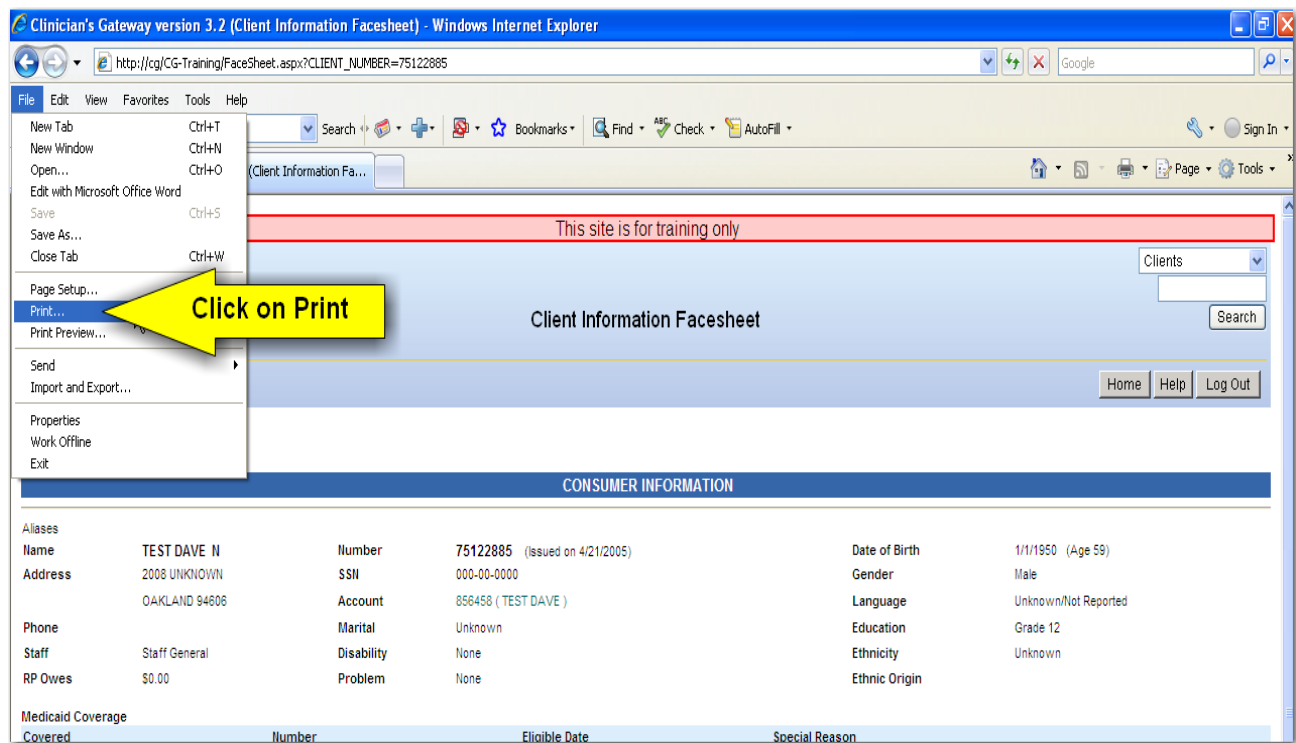 Clinician's Gateway version 3.2 (Client Information Facesheet) - Windows Internet Explorer
http://cg/CG-Training/FaceSheet.aspx?CLIENT_NUMBER=75122885 Google
File Edit View Favorites Tools Help
Search Bookmarks Find ABC Check AutoFill Sign In
(Client Information Fa... Page Tools
New Tab Ctrl+T
New Window Ctrl+N
Open... Ctrl+O
Edit with Microsoft Office Word
Save Ctrl+S
Save As...
Close Tab Ctrl+W
Page Setup...
Print...
Print Preview...
Send
Import and Export...
Properties
Work Offline
Exit
Click on Print
This site is for training only
Clients
Client Information Facesheet Search
Home Help Log Out
CONSUMER INFORMATION
Aliases
Name TEST DAVE N Number 75122885 (Issued on 4/21/2005) Date of Birth 1/1/1950 (Age 59)
Address 2008 UNKNOWN SSN 000-00-0000 Gender Male
OAKLAND 94606 Account 856458 ( TEST DAVE ) Language Unknown/Not Reported
Phone Marital Unknown Education Grade 12
Staff Staff General Disability None Ethnicity Unknown
RP Owes $0.00 Problem None Ethnic Origin
Medicaid Coverage
Covered Number Eligible Date Special Reason